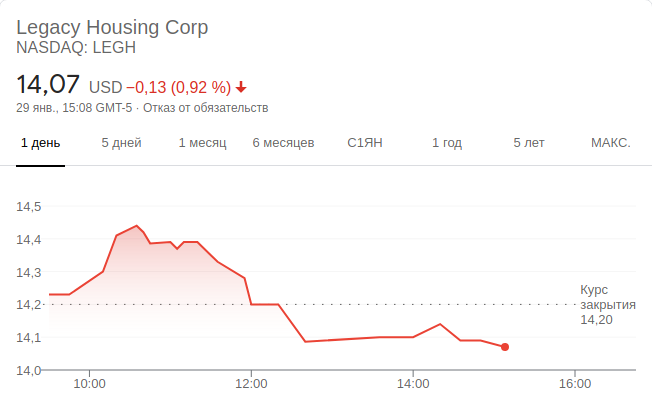 Legacy Housing Corp
NASDAQ: LEGH
14,07 USD −0,13 (0,92 %)
29 янв., 15:08 GMT-5 · Отказ от обязательств
1 день 5 дней 1 месяц 6 месяцев С1ЯН 1 год 5 лет МАКС.
14,5
14,4
14,3
14,2
14,1
14,0
Курс
закрытия
14,20
10:00 12:00 14:00 16:00